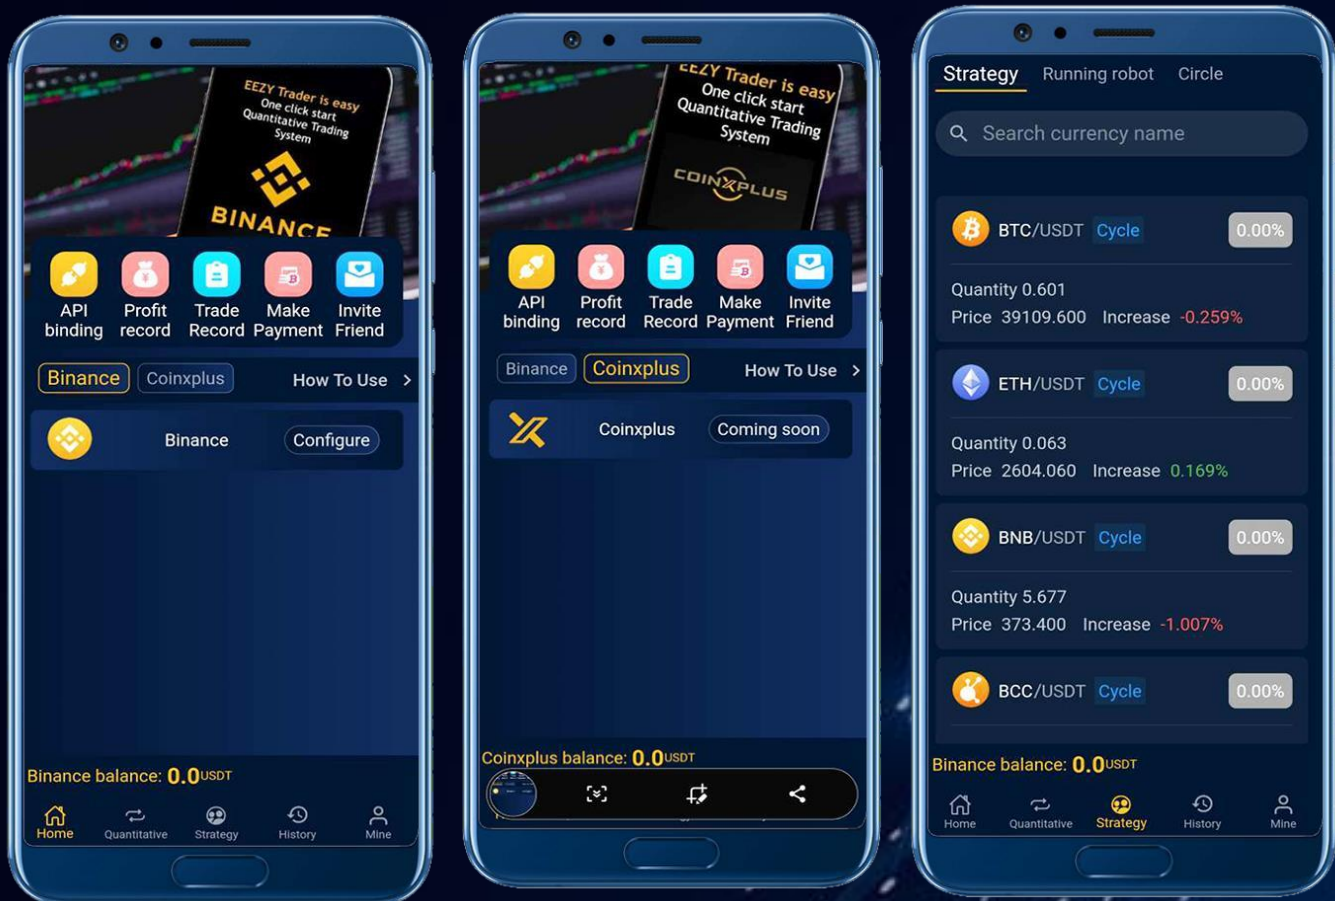 EEZY Trader is easy
One click start
Quantitative Trading
System
BINANCE
API
binding
Profit
record
Trade
Record
Make
Payment
Invite
Friend
Binance
Coinxplus
How To Use >
Binance
Configure
Binance balance: 0.0USDT
Home
Quantitative
Strategy
History
Mine
EEZY Trader is easy
One click start
Quantitative Trading
System
COINXPLUS
API
binding
Profit
record
Trade
Record
Make
Payment
Invite
Friend
Binance
Coinxplus
How To Use >
Coinxplus
Coming soon
Coinxplus balance: 0.0USDT
Strategy
Running robot
Circle
Search currency name
BTC/USDT Cycle
0.00%
Quantity 0.601
Price 39109.600 Increase -0.259%
ETH/USDT Cycle
0.00%
Quantity 0.063
Price 2604.060 Increase 0.169%
BNB/USDT Cycle
0.00%
Quantity 5.677
Price 373.400 Increase -1.007%
BCC/USDT Cycle
0.00%
Binance balance: 0.0USDT
Home
Quantitative
Strategy
History
Mine